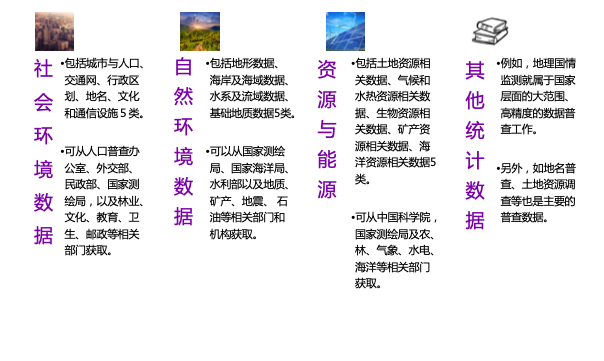 社会环境数据
•包括城市与人口、
交通网、行政区
划、地名、文化
和通信设施５类。
•可从人口普查办
公室、外交部、
民政部、国家测
绘局，以及林业、
文化、教育、卫
生、邮政等相关
部门获取。
自然环境数据
•包括地形数据、
海岸及海域数据、
水系及流域数据、
基础地质数据5类。
•可以从国家测绘
局、国家海洋局、
水利部以及地质、
矿产、地震、 石
油等相关部门和
机构获取。
资源与能源
•包括土地资源相
关数据、气候和
水热资源相关数
据、生物资源相
关数据、矿产资
源相关数据、海
洋资源相关数据5
类。
•可从中国科学院，
国家测绘局及农、
林、气象、水电、
海洋等相关部门
获取。
其他统计数据
•例如，地理国情
监测就属于国家
层面的大范围、
高精度的数据普
查工作。
•另外，如地名普
查、土地资源调
查等也是主要的
普查数据。